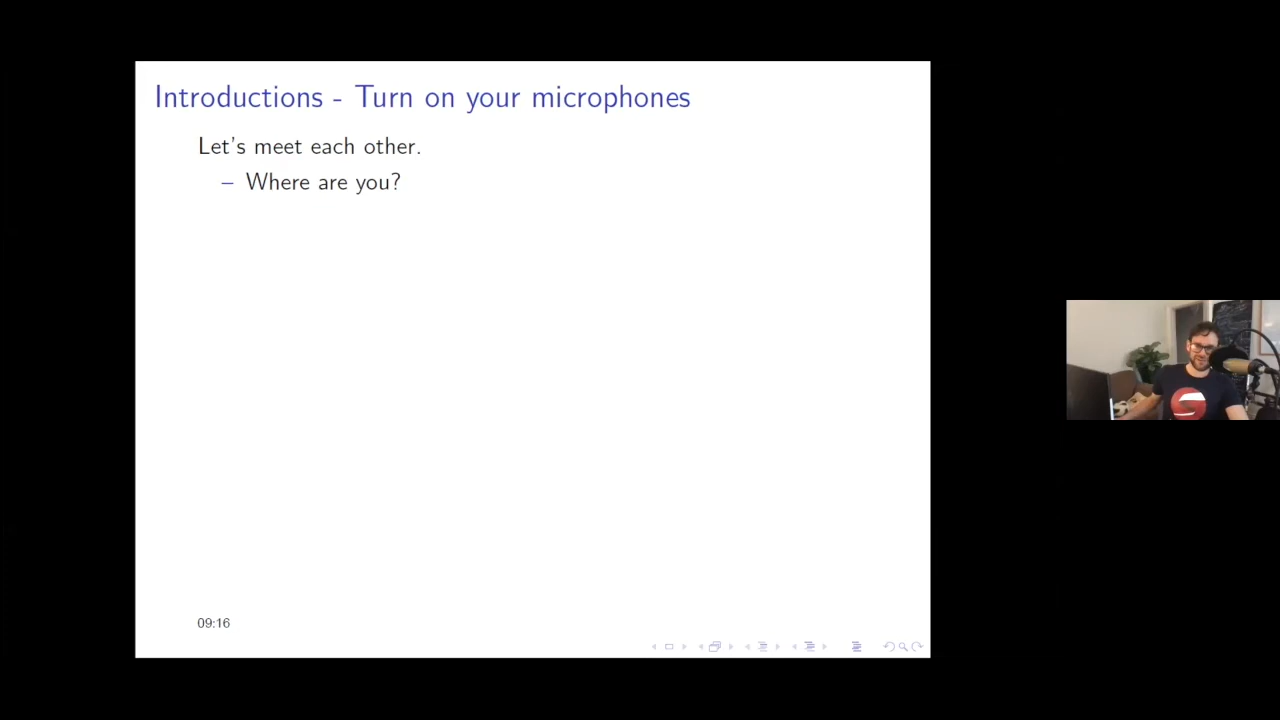 Introductions - Turn on your microphones
Let's meet each other.
– Where are you?
09:16